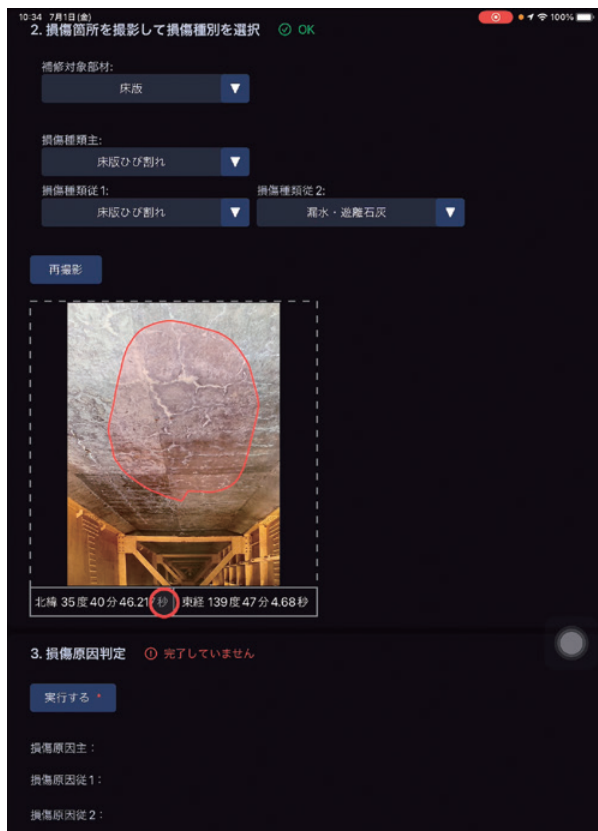 10:34 7月1日(金)
100%
2. 損傷箇所を撮影して損傷種別を選択 OK
補修対象部材:
床版
損傷種類主:
床版ひび割れ
損傷種類従1: 損傷種類従2:
床版ひび割れ 漏水・遊離石灰
再撮影
北緯 35度40分46.217秒 東経 139度47分4.68秒
3. 損傷原因判定 完了していません
実行する *
損傷原因主:
損傷原因従1:
損傷原因従2: